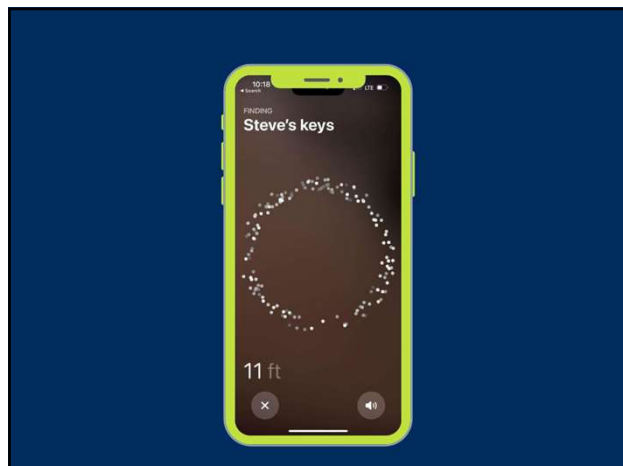 10:18
LTE
Search
FINDING
Steve's keys
11 ft